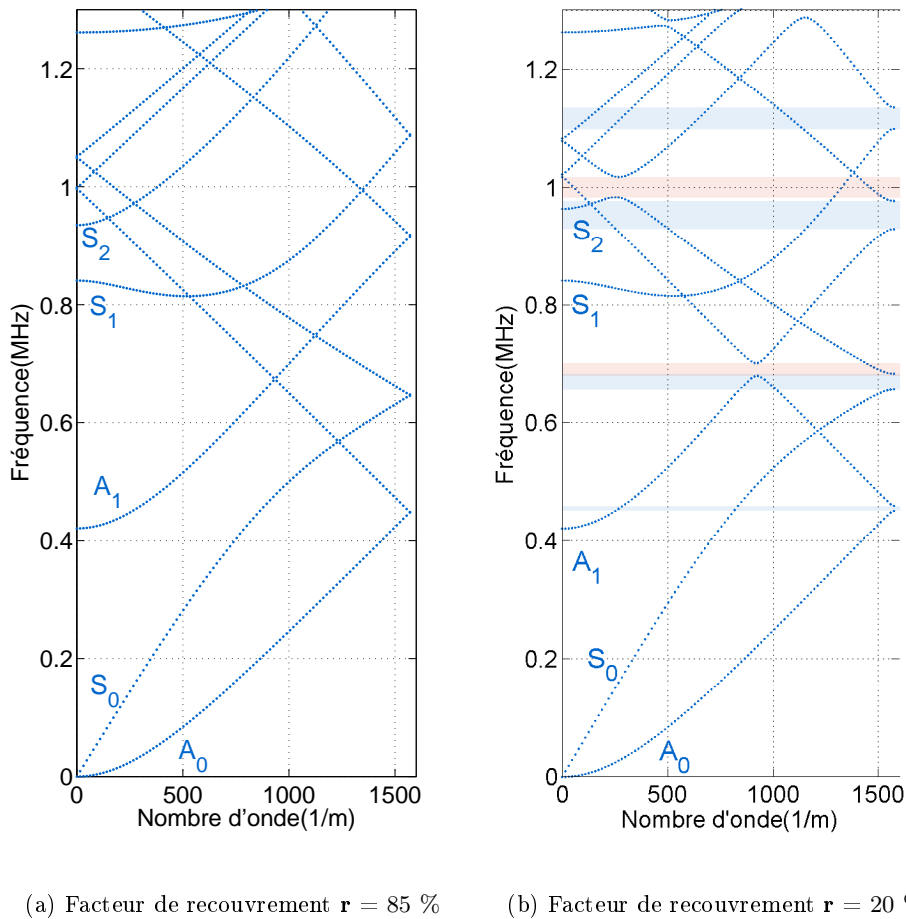 1.2
1
0.8
0.6
0.4
0.2
0
Fréquence(MHz)
S2
S1
A1
S0
A0
0 500 1000 1500
Nombre d'onde(1/m)
(a) Facteur de recouvrement r = 85 %
1.2
1
0.8
0.6
0.4
0.2
0
Fréquence(MHz)
S2
S1
A1
S0
A0
0 500 1000 1500
Nombre d'onde(1/m)
(b) Facteur de recouvrement r = 20